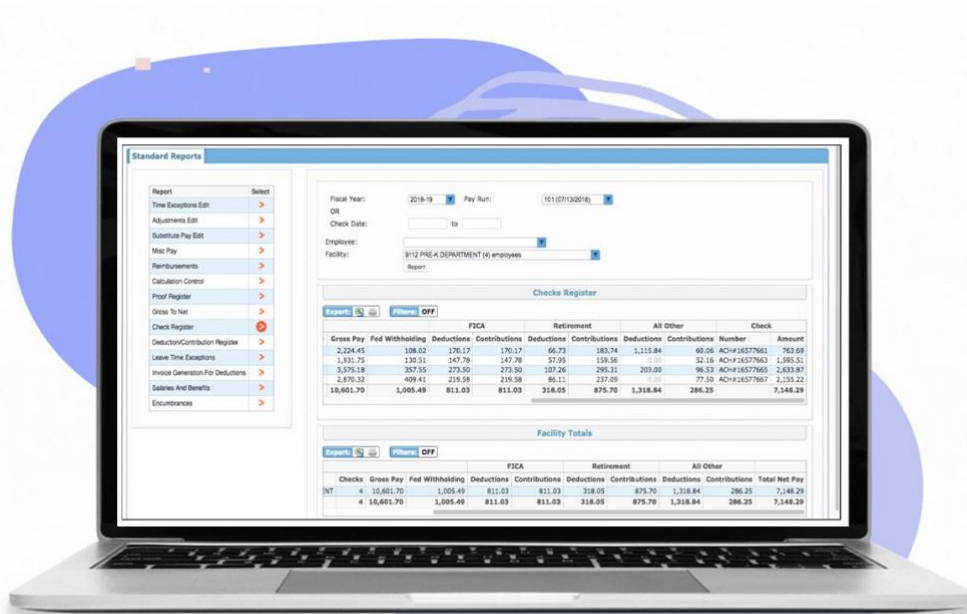 Standard Reports
Report Select
Time Exceptions Edit
Adjustments Edit
Substitute Pay Edit
Misc Pay
Reimbursements
Calculation Control
Proof Register
Gross To Net
Check Register
Deduction/Contribution Register
Leave Time Exceptions
Invoice Generation For Deductions
Salaries And Benefits
Encumbrances
Fiscal Year: 2018-19 Pay Run: 101 (07/13/2018)
OR
Check Date: to
Employee:
Facility: 9112 PRE-K DEPARTMENT (4) employees
Report
Checks Register
Export: Filters: OFF
FICA Retirement All Other Check
Gross Pay Fed Withholding Deductions Contributions Deductions Contributions Deductions Contributions Number Amount
2,224.45 108.02 170.17 170.17 66.73 183.74 1,115.84 60.06 ACH#16577661 763.69
1,931.75 130.51 147.78 147.78 57.95 159.56 0.00 52.16 ACH#16577663 1,595.51
3,575.18 357.55 273.50 273.50 107.26 295.31 203.00 96.53 ACH#16577665 2,633.87
2,870.32 409.41 219.58 219.58 86.11 237.09 0.00 77.50 ACH#16577667 2,155.22
10,601.70 1,005.49 811.03 811.03 318.05 875.70 1,318.84 286.25 7,148.29
Facility Totals
Export: Filters: OFF
FICA Retirement All Other
Checks Gross Pay Fed Withholding Deductions Contributions Deductions Contributions Deductions Contributions Total Net Pay
ENT 4 10,601.70 1,005.49 811.03 811.03 318.05 875.70 1,318.84 286.25 7,148.29
4 10,601.70 1,005.49 811.03 811.03 318.05 875.70 1,318.84 286.25 7,148.29